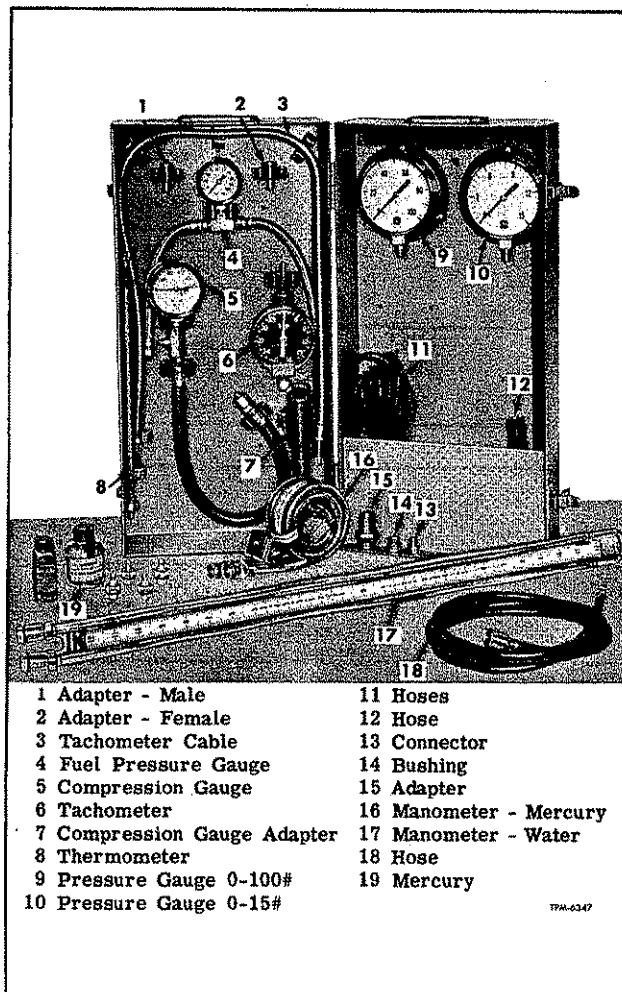 1 2 3
4
5
6
7
8
9
10
11
12
13
14
15
16
17
18
19
1 Adapter - Male
2 Adapter - Female
3 Tachometer Cable
4 Fuel Pressure Gauge
5 Compression Gauge
6 Tachometer
7 Compression Gauge Adapter
8 Thermometer
9 Pressure Gauge 0-100#
10 Pressure Gauge 0-15#
11 Hoses
12 Hose
13 Connector
14 Bushing
15 Adapter
16 Manometer - Mercury
17 Manometer - Water
18 Hose
19 Mercury
TPM-6347